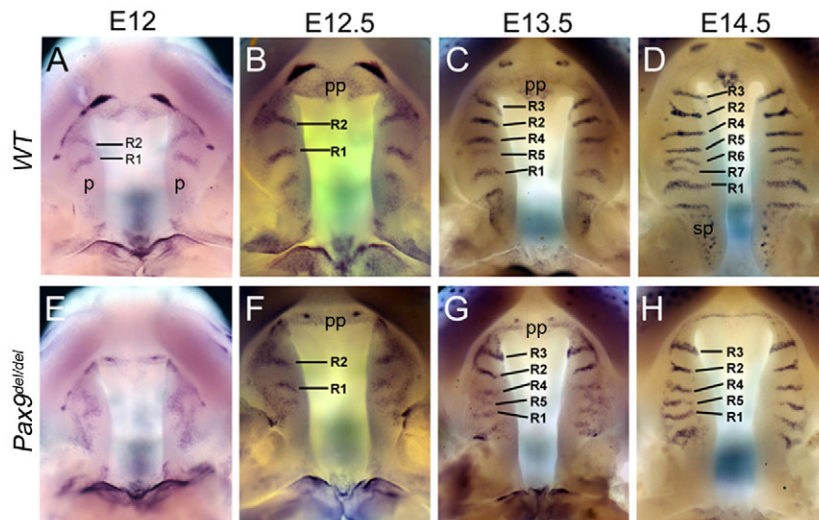 E12 E12.5 E13.5 E14.5
WT
A B C D
pp pp
R3 R3
R2 R2 R2 R2
R4 R4
R1 R1 R5 R5
R6
R1 R7
R1
p p
sp
Pax9del/del
E F G H
pp pp
R3 R3
R2 R2 R2
R4 R4
R1 R5 R5
R1 R1